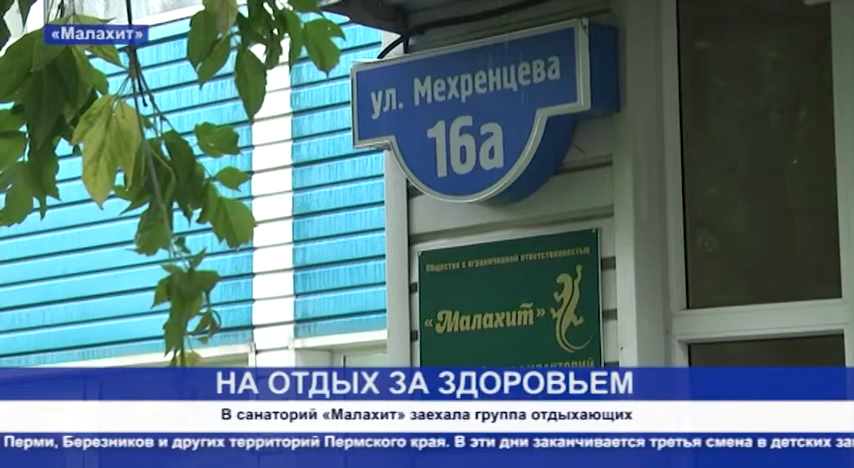 «Малахит»
ул. Мехренцева
16а
Общество с ограниченной ответственностью
«Малахит»
НА ОТДЫХ ЗА ЗДОРОВЬЕМ
В санаторий «Малахит» заехала группа отдыхающих
Перми, Березников и других территорий Пермского края. В эти дни заканчивается третья смена в детских за